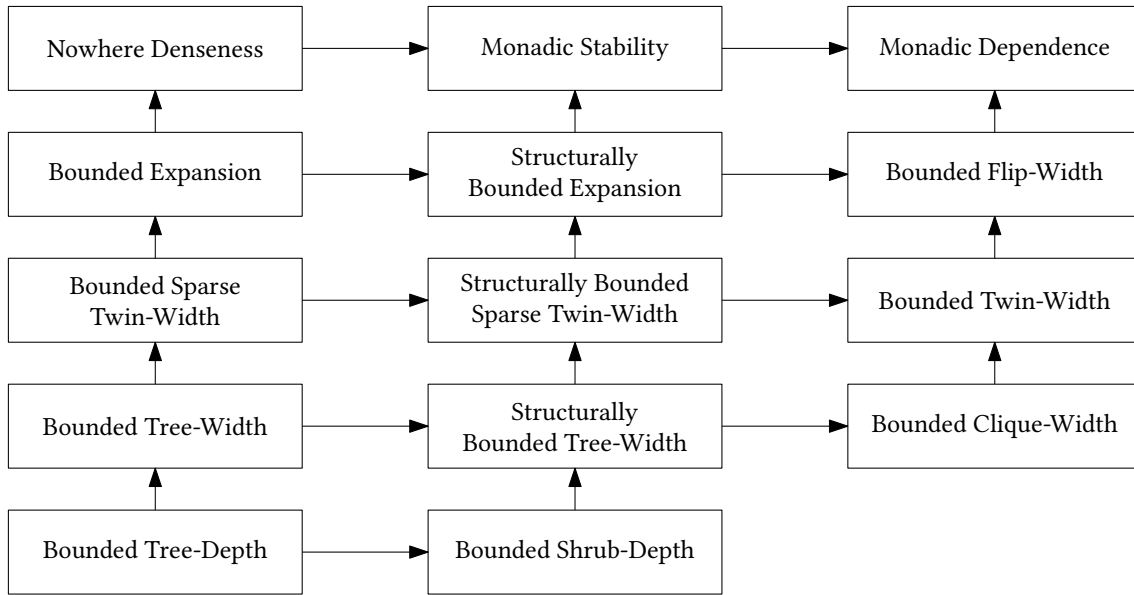 Nowhere Denseness
Monadic Stability
Monadic Dependence
Bounded Expansion
Structurally
Bounded Expansion
Bounded Flip-Width
Bounded Sparse
Twin-Width
Structurally Bounded
Sparse Twin-Width
Bounded Twin-Width
Bounded Tree-Width
Structurally
Bounded Tree-Width
Bounded Clique-Width
Bounded Tree-Depth
Bounded Shrub-Depth